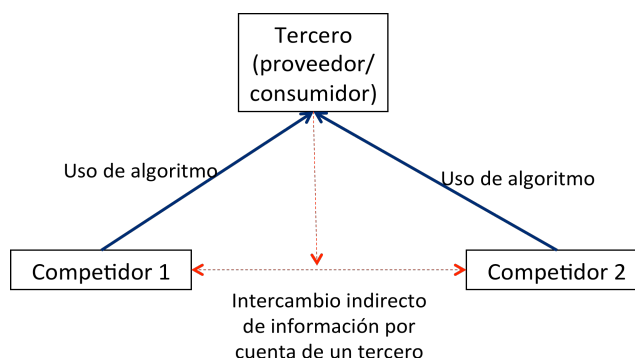 Tercero
(proveedor/
consumidor)
Uso de algoritmo
Uso de algoritmo
Competidor 1
Competidor 2
Intercambio indirecto
de información por
cuenta de un tercero